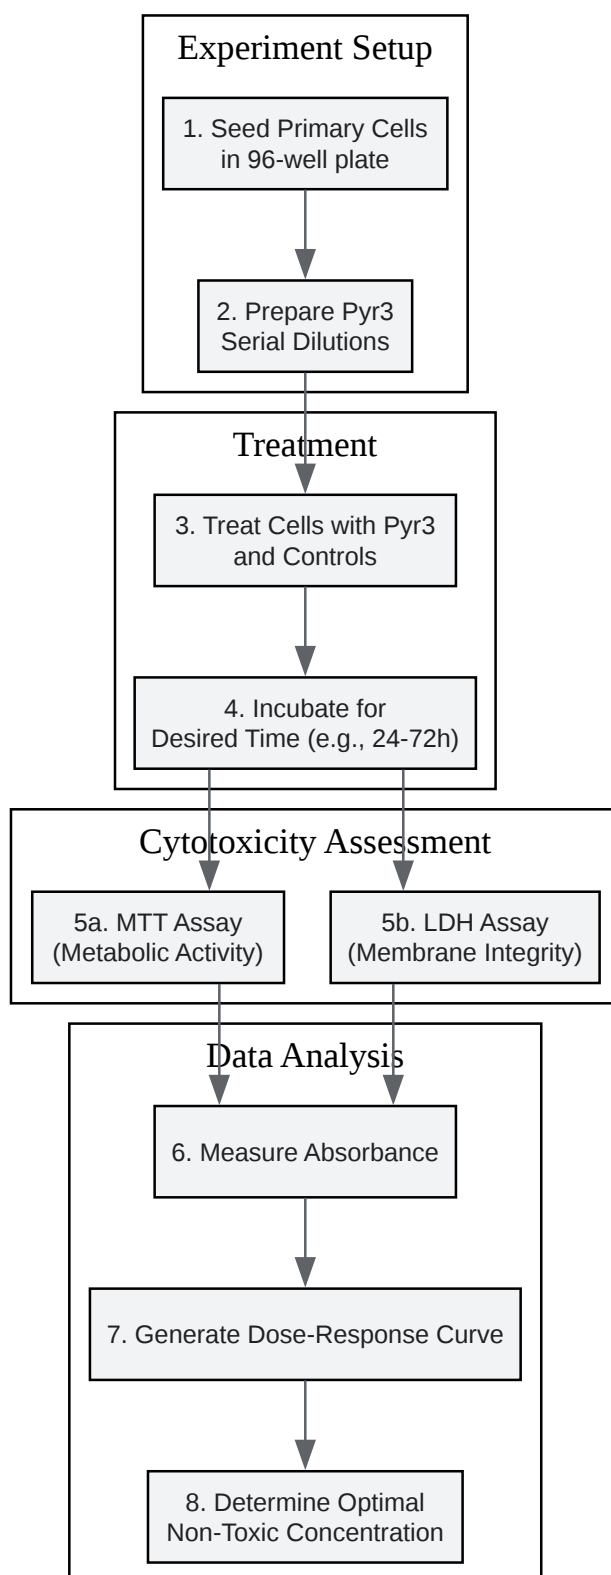 Experiment Setup
1. Seed Primary Cells
in 96-well plate
2. Prepare Pyr3
Serial Dilutions
Treatment
3. Treat Cells with Pyr3
and Controls
4. Incubate for
Desired Time (e.g., 24-72h)
Cytotoxicity Assessment
5a. MTT Assay
(Metabolic Activity)
5b. LDH Assay
(Membrane Integrity)
Data Analysis
6. Measure Absorbance
7. Generate Dose-Response Curve
8. Determine Optimal
Non-Toxic Concentration